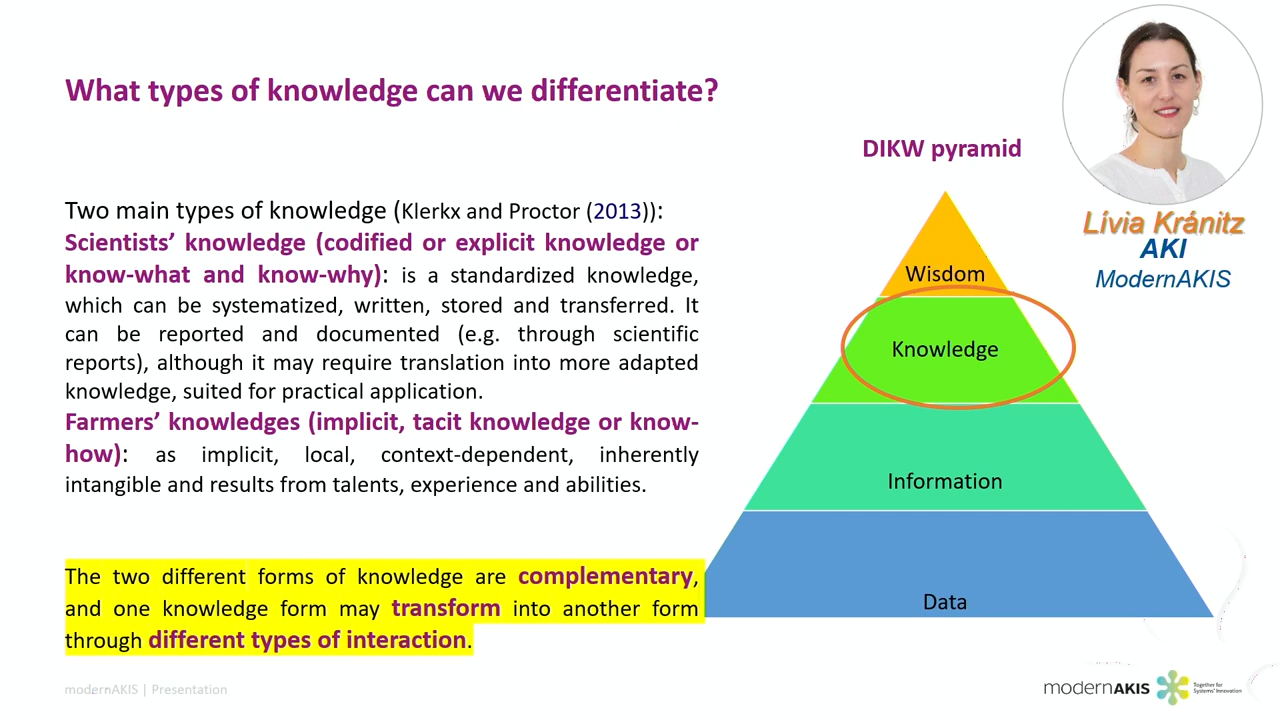 What types of knowledge can we differentiate?
DIKW pyramid
Two main types of knowledge (Klerkx and Proctor (2013)):
Scientists’ knowledge (codified or explicit knowledge or
know-what and know-why): is a standardized knowledge,
which can be systematized, written, stored and transferred. It
can be reported and documented (e.g. through scientific
reports), although it may require translation into more adapted
knowledge, suited for practical application.
Farmers’ knowledges (implicit, tacit knowledge or know-
how): as implicit, local, context-dependent, inherently
intangible and results from talents, experience and abilities.
The two different forms of knowledge are complementary,
and one knowledge form may transform into another form
through different types of interaction.
Wisdom
Knowledge
Information
Data
Lívia Kránitz
AKI
ModernAKIS
modernAKIS | Presentation
modernAKIS
Together for
Systems' Innovation